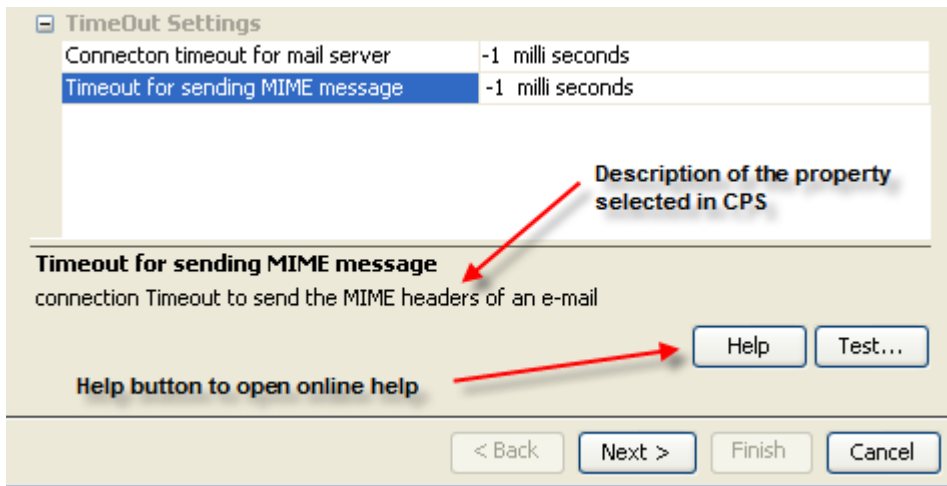 TimeOut Settings
Connecton timeout for mail server -1 milli seconds
Timeout for sending MIME message -1 milli seconds
Description of the property
selected in CPS
Timeout for sending MIME message
connection Timeout to send the MIME headers of an e-mail
Help Test...
Help button to open online help
< Back Next > Finish Cancel